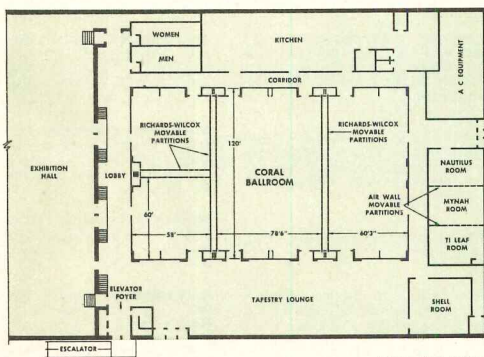 WOMEN
KITCHEN
MEN
A C EQUIPMENT
CORRIDOR
RICHARDS-WILCOX
MOVABLE
PARTITIONS
120'
RICHARDS-WILCOX
MOVABLE
PARTITIONS
EXHIBITION
HALL
LOBBY
CORAL
BALLROOM
NAUTILUS
ROOM
AIR WALL
MOVABLE
PARTITIONS
MYNAH
ROOM
60'
58'
78'6"
60'3"
TI LEAF
ROOM
ELEVATOR
FOYER
TAPESTRY LOUNGE
SHELL
ROOM
ESCALATOR